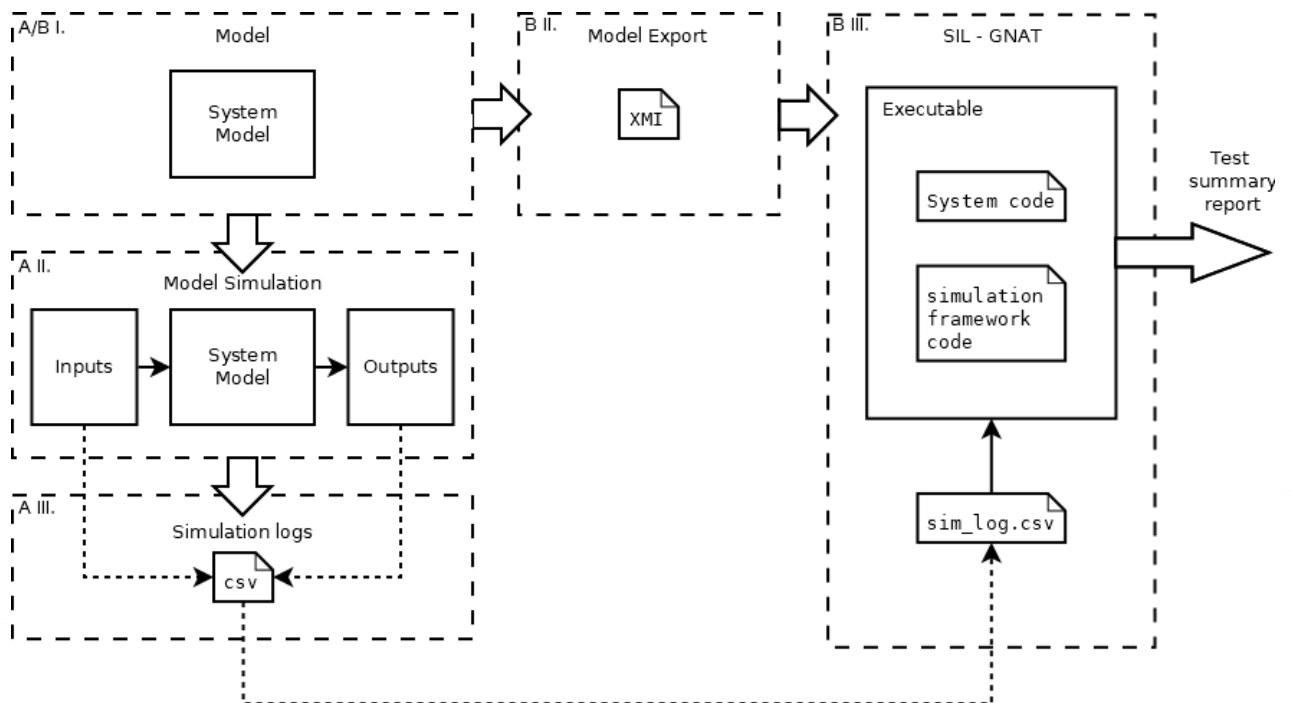 A/B I.
Model
System
Model
B II.
Model Export
XMI
B III.
SIL - GNAT
Executable
System code
simulation
framework
code
sim_log.csv
Test
summary
report
A II.
Model Simulation
Inputs
System
Model
Outputs
A III.
Simulation logs
csv